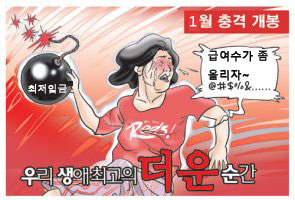 1월 충격 개봉
급여수가 좀
올리자~
@#$%&......
최저임금
Reds!
우리 생애최고의 더운 순간